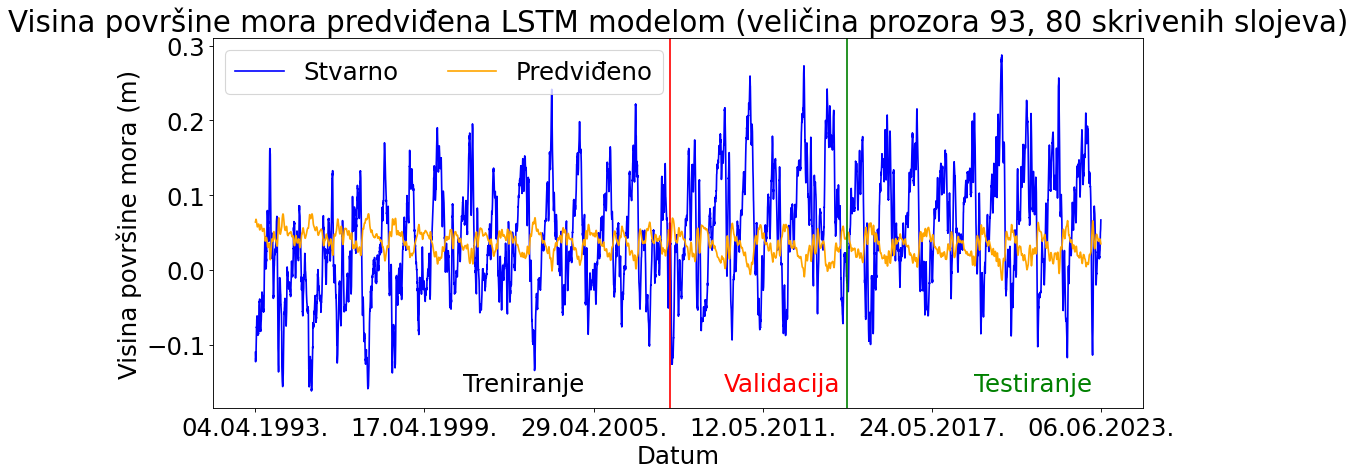 Visina površine mora predviđena LSTM modelom (veličina prozora 93, 80 skrivenih slojeva)
Stvarno Predviđeno
Visina površine mora (m)
0.3
0.2
0.1
0.0
−0.1
Treniranje Validacija Testiranje
04.04.1993. 17.04.1999. 29.04.2005. 12.05.2011. 24.05.2017. 06.06.2023.
Datum